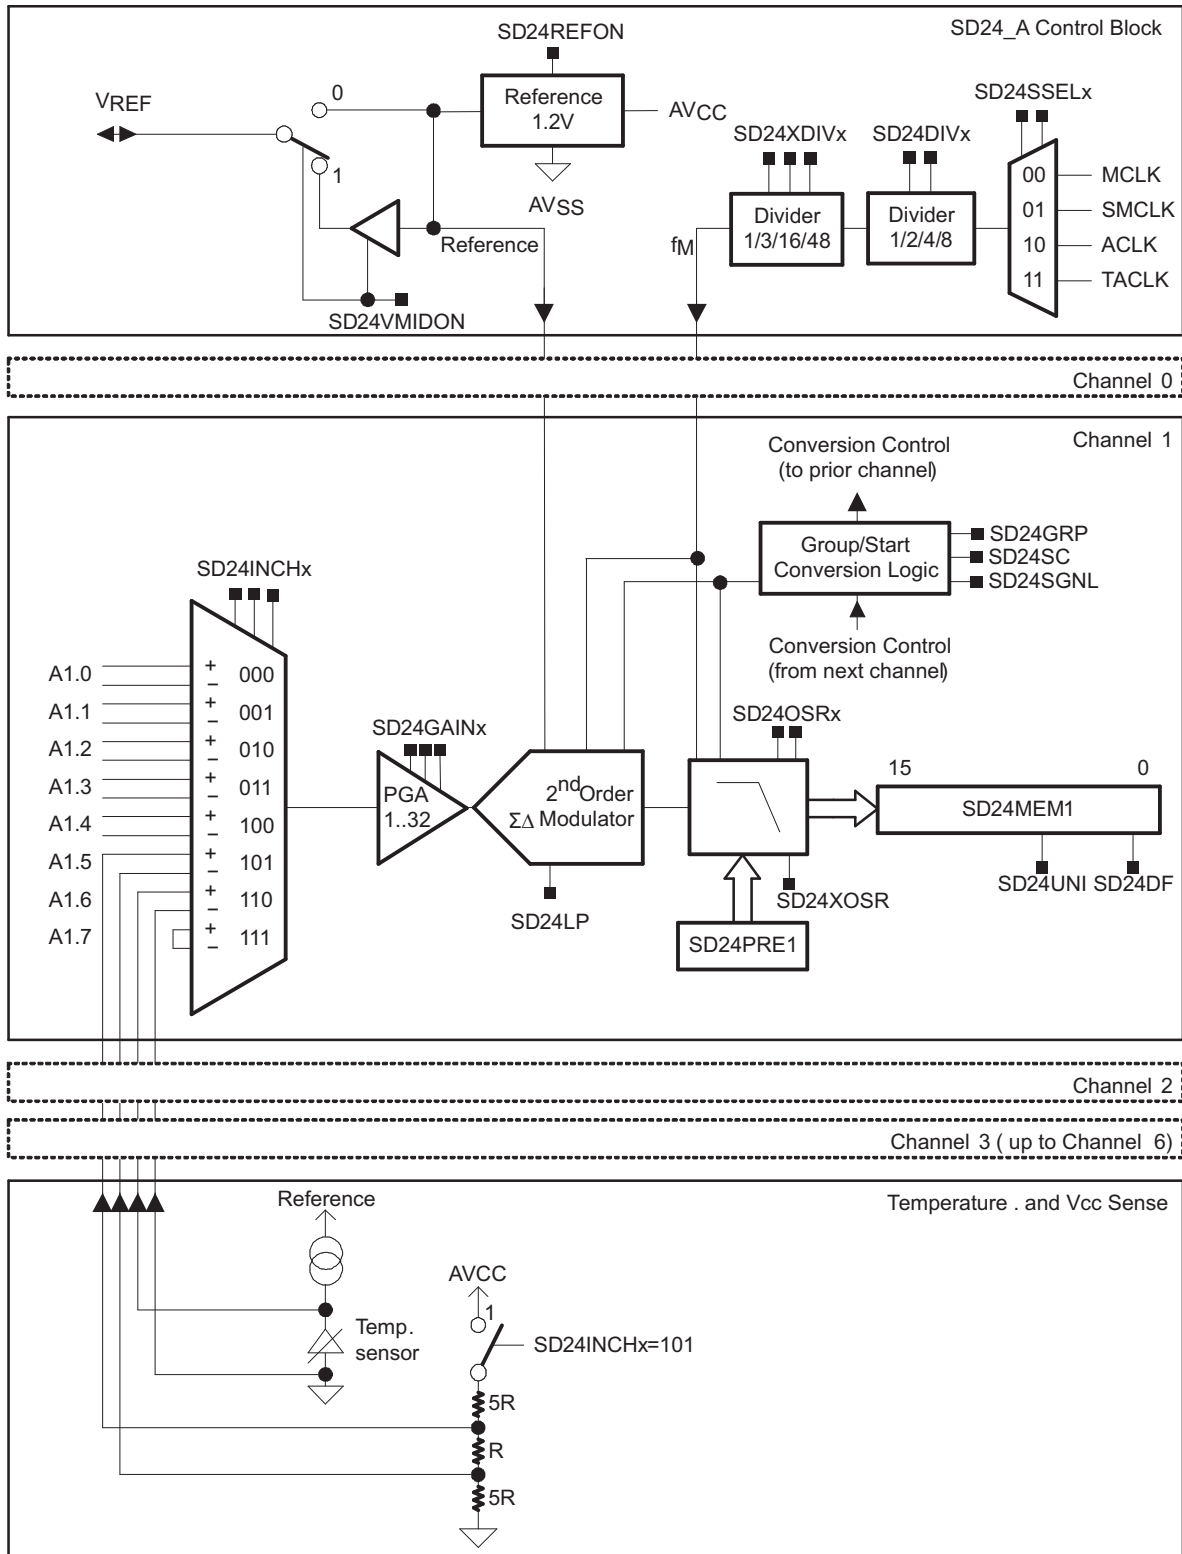 SD24_A Control Block
SD24REFON
VREF
0
Reference
1.2V
AVCC
1
AVSS
Reference
SD24VMIDON
SD24XDIVx
SD24DIVx
SD24SSELx
fM
Divider
1/3/16/48
Divider
1/2/4/8
00
MCLK
01
SMCLK
10
ACLK
11
TACLK
Channel 0
Channel 1
Conversion Control
(to prior channel)
Group/Start
Conversion Logic
SD24GRP
SD24SC
SD24SGNL
Conversion Control
(from next channel)
SD24INCHx
A1.0
+
−
000
A1.1
+
−
001
A1.2
+
−
010
A1.3
+
−
011
A1.4
+
−
100
A1.5
+
−
101
A1.6
+
−
110
A1.7
+
−
111
SD24GAINx
PGA
1..32
2nd Order
ΣΔ Modulator
SD24LP
SD24OSRx
SD24XOSR
SD24PRE1
15
0
SD24MEM1
SD24UNI
SD24DF
Channel 2
Channel 3 ( up to Channel 6)
Temperature . and Vcc Sense
Reference
Temp.
sensor
AVCC
1
SD24INCHx=101
5R
R
5R